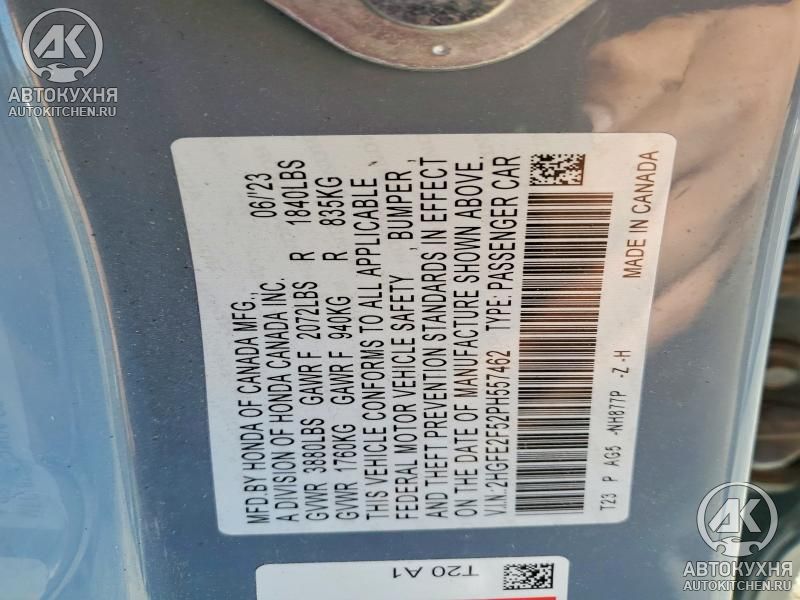 AK
АВТОКУХНЯ
AUTOKITCHEN.RU
MFD.BY HONDA OF CANADA MFG., 06/'23
A DIVISION OF HONDA CANADA INC.
GVWR 3880LBS GAWR F 2072LBS R 1840LBS
GVWR 1760KG GAWR F 940KG R 835KG
THIS VEHICLE CONFORMS TO ALL APPLICABLE
FEDERAL MOTOR VEHICLE SAFETY , BUMPER ,
AND THEFT PREVENTION STANDARDS IN EFFECT
ON THE DATE OF MANUFACTURE SHOWN ABOVE.
V.I.N.:2HGFE2F52PH557462 TYPE: PASSENGER CAR
T23 P AG5 -NH877P -Z -H
MADE IN CANADA
T20 A1
AK
АВТОКУХНЯ
AUTOKITCHEN.RU